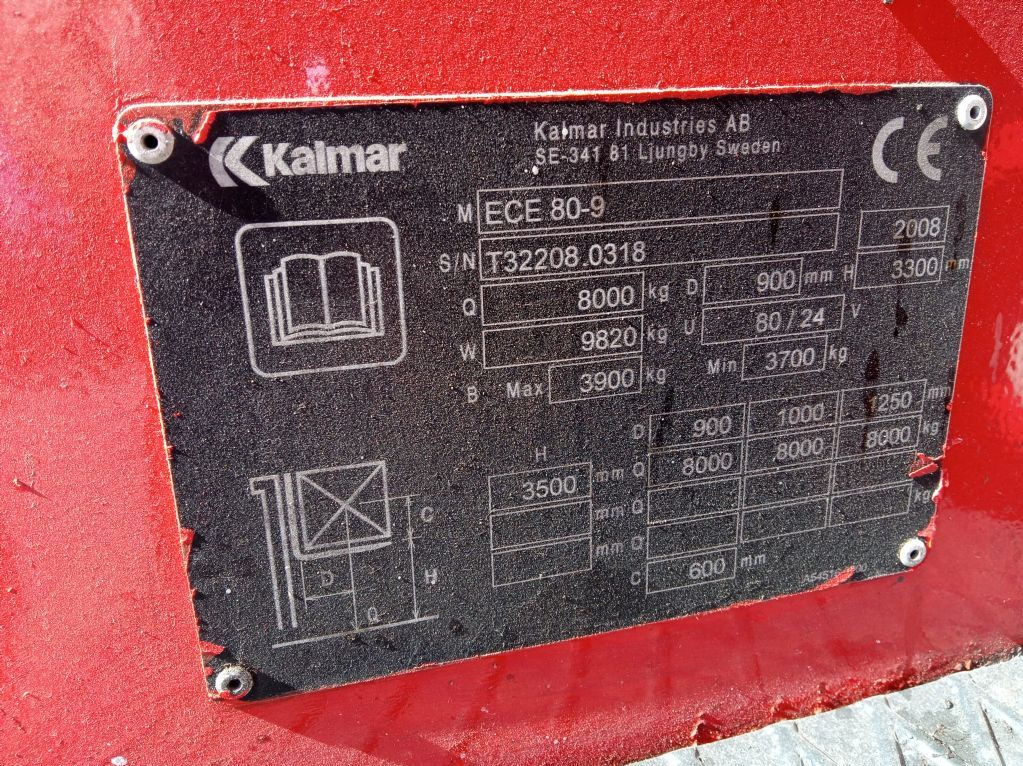 Kalmar
Kalmar Industries AB
SE-341 81 Ljungby Sweden
CE
M ECE 80-9
2008
S/N T32208.0318
Q 8000 kg D 900 mm H 3300 mm
W 9820 kg U 80 / 24 V
B Max 3900 kg Min 3700 kg
D 900 1000 1250 mm
H
3500 mm Q 8000 8000 8000 kg
mm Q kg
mm Q
C 600 mm
C
D H
Q